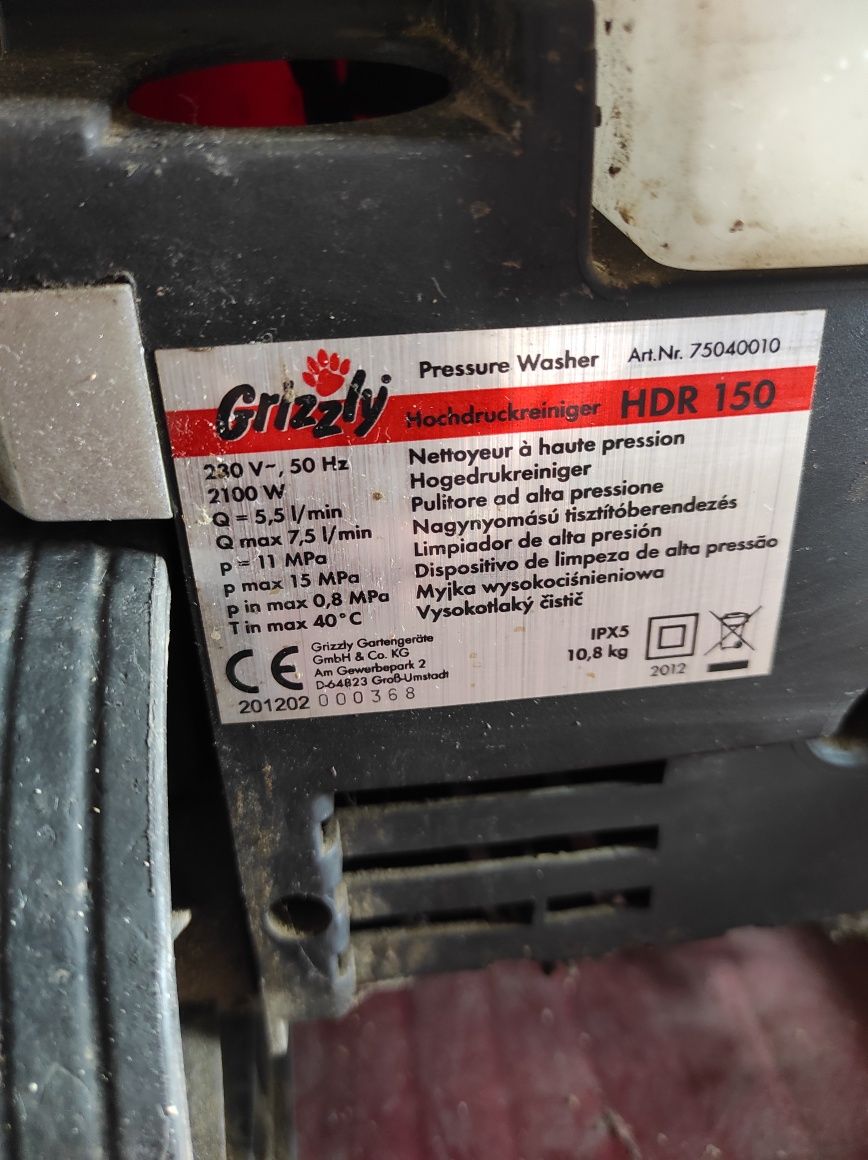 Grizzly
Pressure Washer Art.Nr. 75040010
Hochdruckreiniger HDR 150
230 V~, 50 Hz
2100 W
Q = 5,5 l/min
Q max 7,5 l/min
p = 11 MPa
p max 15 MPa
p in max 0,8 MPa
T in max 40°C
Nettoyeur à haute pression
Hogedrukreiniger
Pulitore ad alta pressione
Nagynyomású tisztítóberendezés
Limpiador de alta presión
Dispositivo de limpeza de alta pressão
Myjka wysokociśnieniowa
Vysokotlaký čistič
CE
Grizzly Gartengeräte
GmbH & Co. KG
Am Gewerbepark 2
D-64823 Groß-Umstadt
201202 000368
IPX5
10,8 kg
2012